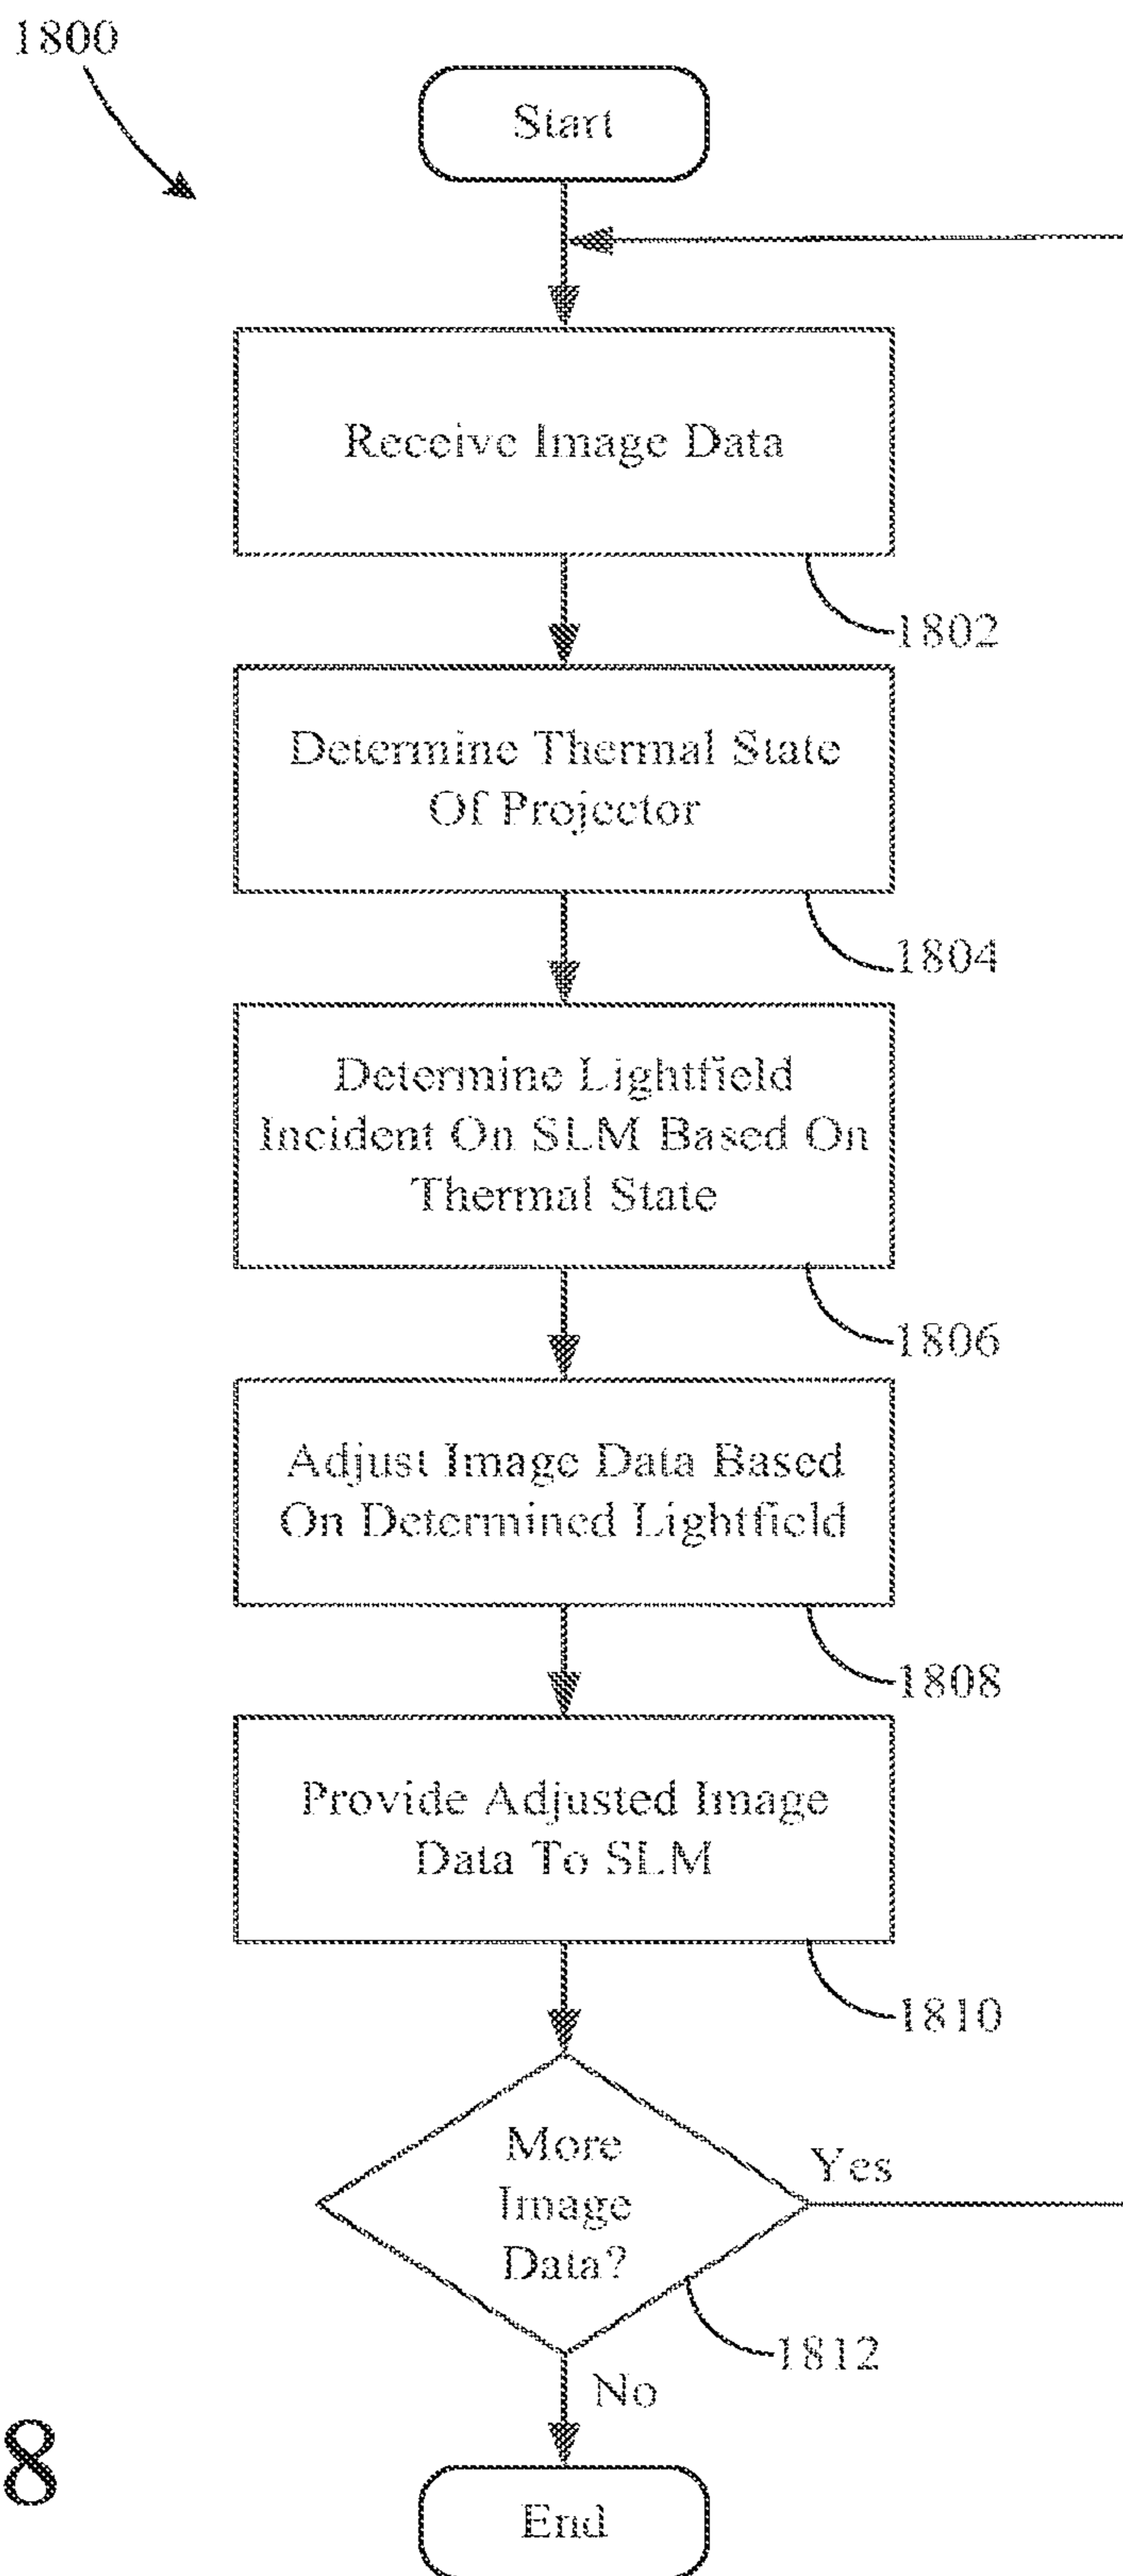 1800
Start
Receive Image Data
1802
Determine Thermal State
Of Projector
1804
Determine Lightfield
Incident On SLM Based On
Thermal State
1806
Adjust Image Data Based
On Determined Lightfield
1808
Provide Adjusted Image
Data To SLM
1810
More
Image
Data?
Yes
1812
No
8
End